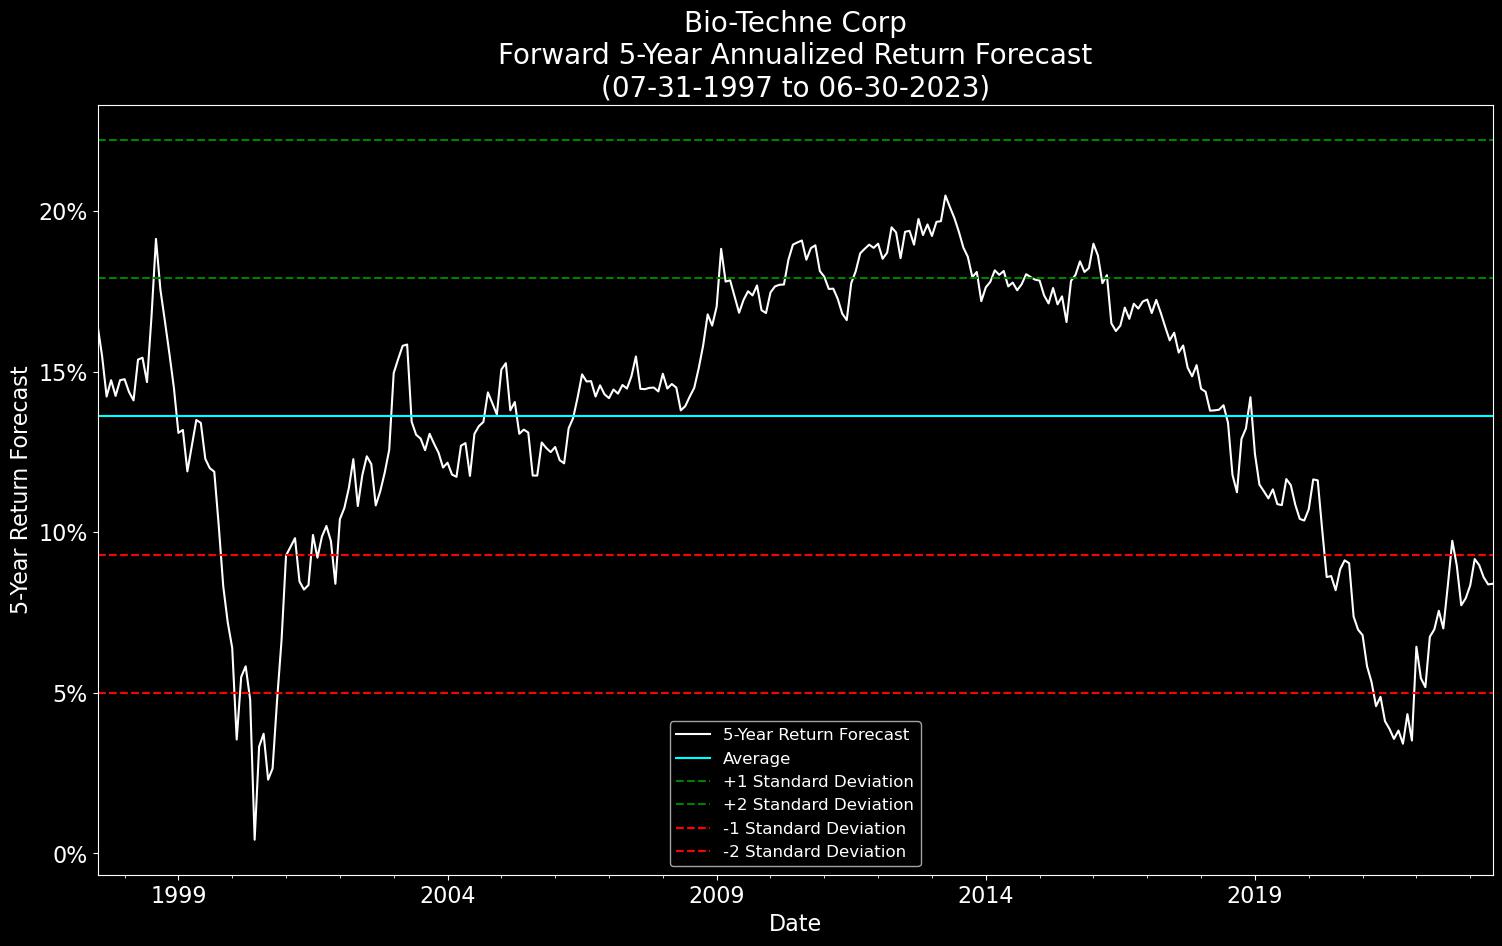 Bio-Techne Corp
Forward 5-Year Annualized Return Forecast
(07-31-1997 to 06-30-2023)
5-Year Return Forecast
20%
15%
10%
5%
0%
5-Year Return Forecast
Average
+1 Standard Deviation
+2 Standard Deviation
-1 Standard Deviation
-2 Standard Deviation
1999 2004 2009 2014 2019
Date